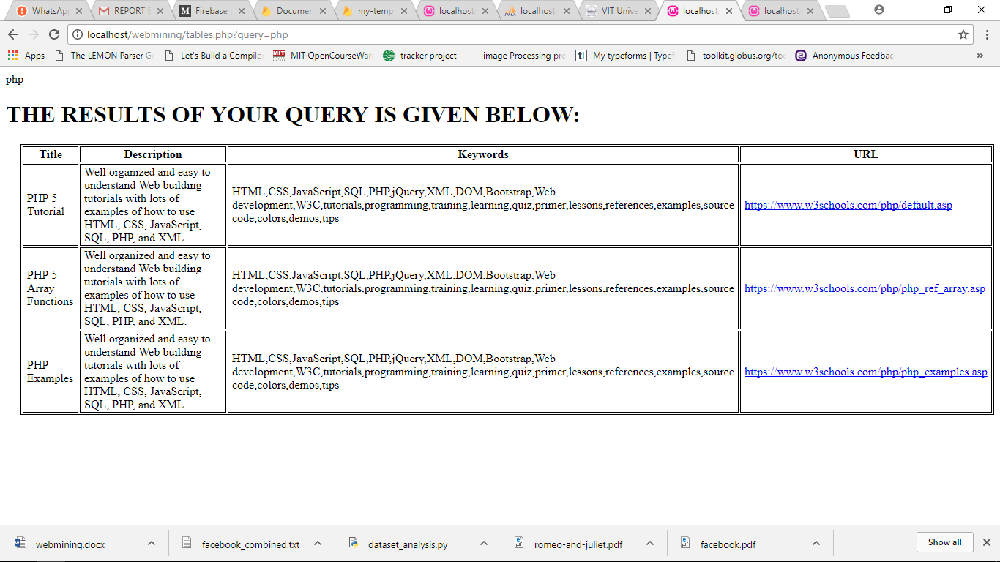 WhatsApp
REPORT
Firebase
Documen
my-temp
localhost
PMA
localhost
VIT Unive
localhost
localhost
localhost/webmining/tables.php?query=php
Apps
The LEMON Parser Ge
Let's Build a Compile
MIT OCW
MIT OpenCourseWar
tracker project
image Processing pro
tf
My typeforms | Typef
toolkit.globus.org/too
Anonymous Feedbac
»
php
THE RESULTS OF YOUR QUERY IS GIVEN BELOW:
Title
Description
Keywords
URL
PHP 5
Tutorial
Well organized and easy to
understand Web building
tutorials with lots of
examples of how to use
HTML, CSS, JavaScript,
SQL, PHP, and XML.
HTML,CSS,JavaScript,SQL,PHP,jQuery,XML,DOM,Bootstrap,Web
development,W3C,tutorials,programming,training,learning,quiz,primer,lessons,references,examples,source
code,colors,demos,tips
https://www.w3schools.com/php/default.asp
PHP 5
Array
Functions
Well organized and easy to
understand Web building
tutorials with lots of
examples of how to use
HTML, CSS, JavaScript,
SQL, PHP, and XML.
HTML,CSS,JavaScript,SQL,PHP,jQuery,XML,DOM,Bootstrap,Web
development,W3C,tutorials,programming,training,learning,quiz,primer,lessons,references,examples,source
code,colors,demos,tips
https://www.w3schools.com/php/php_ref_array.asp
PHP
Examples
Well organized and easy to
understand Web building
tutorials with lots of
examples of how to use
HTML, CSS, JavaScript,
SQL, PHP, and XML.
HTML,CSS,JavaScript,SQL,PHP,jQuery,XML,DOM,Bootstrap,Web
development,W3C,tutorials,programming,training,learning,quiz,primer,lessons,references,examples,source
code,colors,demos,tips
https://www.w3schools.com/php/php_examples.asp
webmining.docx
facebook_combined.txt
dataset_analysis.py
romeo-and-juliet.pdf
facebook.pdf
Show all